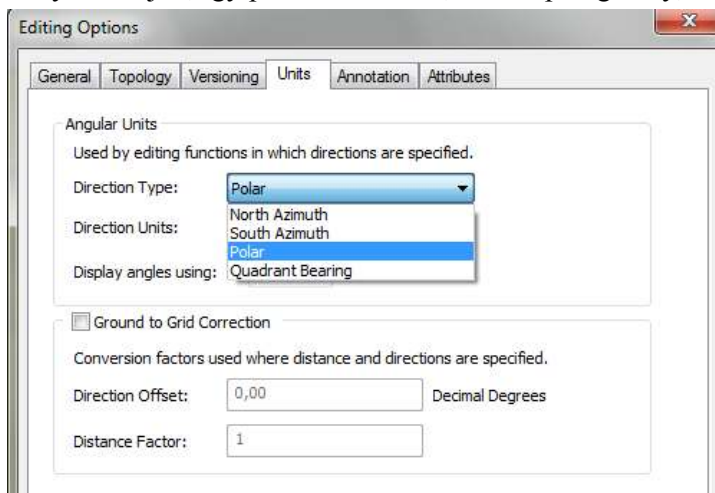 Editing Options
General Topology Versioning Units Annotation Attributes
Angular Units
Used by editing functions in which directions are specified.
Direction Type: Polar
North Azimuth
Direction Units: South Azimuth
Polar
Display angles using: Quadrant Bearing
Ground to Grid Correction
Conversion factors used where distance and directions are specified.
Direction Offset: 0,00 Decimal Degrees
Distance Factor: 1